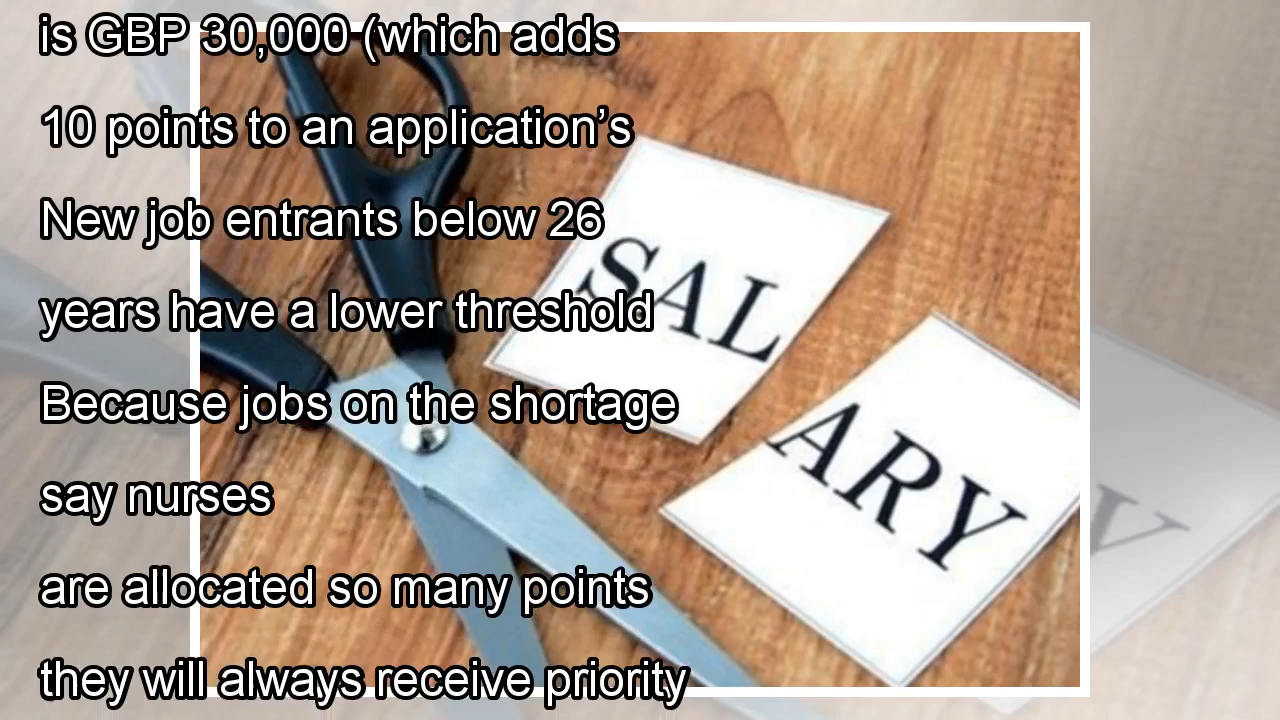 is GBP 30,000 (which adds
10 points to an application’s
New job entrants below 26
years have a lower threshold
Because jobs on the shortage
say nurses
are allocated so many points
they will always receive priority
SAL
ARY